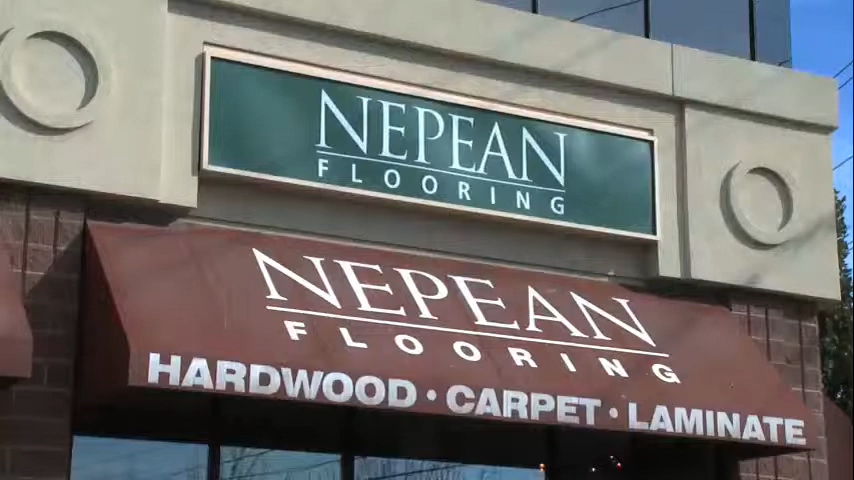 NEPEAN
FLOORING
NEPEAN
FLOORING
HARDWOOD • CARPET • LAMINATE